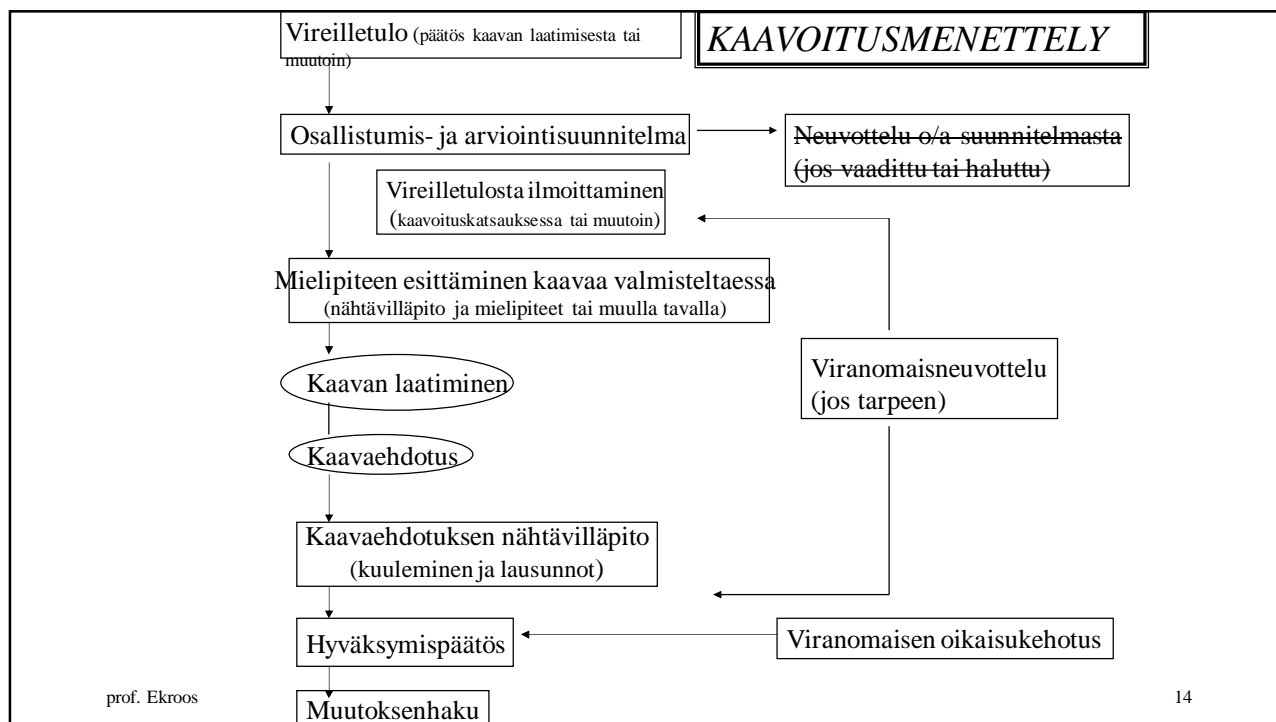 Vireilletulo (päätös kaavan laatimisesta tai
muutoin)
KAAVOITUSMENETTELY
Osallistumis- ja arviointisuunnitelma
Neuvottelu o/a suunnitelmasta
(jos vaadittu tai haluttu)
Vireilletulosta ilmoittaminen
(kaavoituskatsauksessa tai muutoin)
Mielipiteen esittäminen kaavaa valmisteltaessa
(nähtävilläpito ja mielipiteet tai muulla tavalla)
Viranomaisneuvottelu
(jos tarpeen)
Kaavan laatiminen
Kaavaehdotus
Kaavaehdotuksen nähtävilläpito
(kuuleminen ja lausunnot)
Hyväksymispäätös
Viranomaisen oikaisukehotus
Muutoksenhaku
prof. Ekroos
14